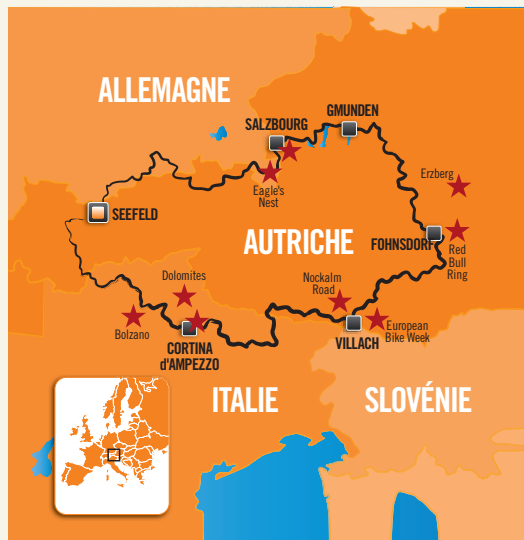 ALLEMAGNE
GMUNDEN
SALZBOURG
Eagle's
Nest
Erzberg
SEEFELD
AUTRICHE
FOHNSDORF
Red
Bull
Ring
Dolomites
Nockalm
Road
Bolzano
European
Bike Week
VILLACH
CORTINA
d'AMPEZZO
ITALIE
SLOVÉNIE